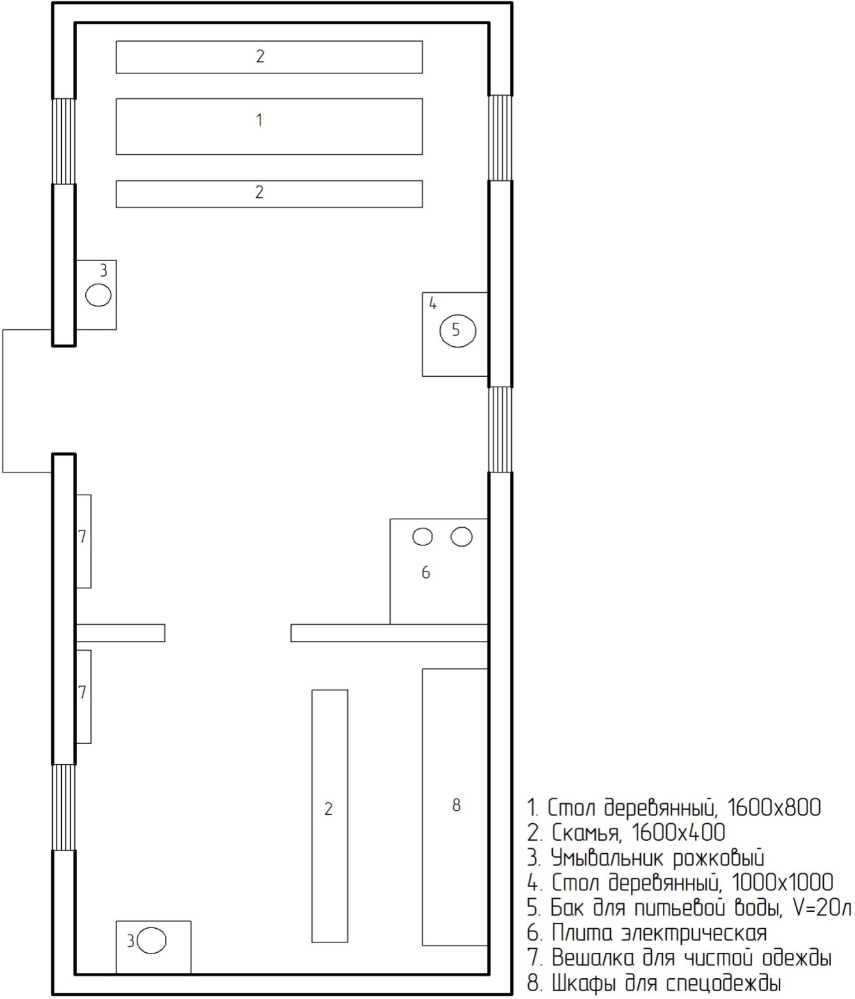 2
1
2
3
4
5
7
6
7
2
8
3
1. Стол деревянный, 1600х800
2. Скамья, 1600х400
3. Умывальник рожковый
4. Стол деревянный, 1000х1000
5. Бак для питьевой воды, V=20л
6. Плита электрическая
7. Вешалка для чистой одежды
8. Шкафы для спецодежды